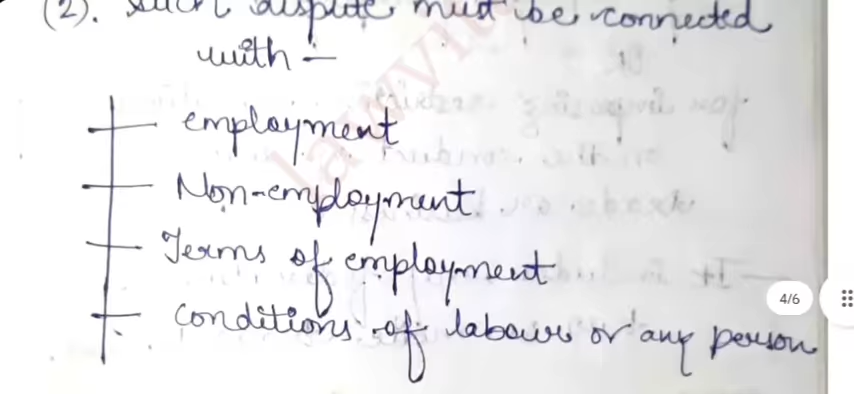 (2). Such dispute must be connected
with –
employment
Non-employment
Terms of employment
conditions of labour or any person
4/6